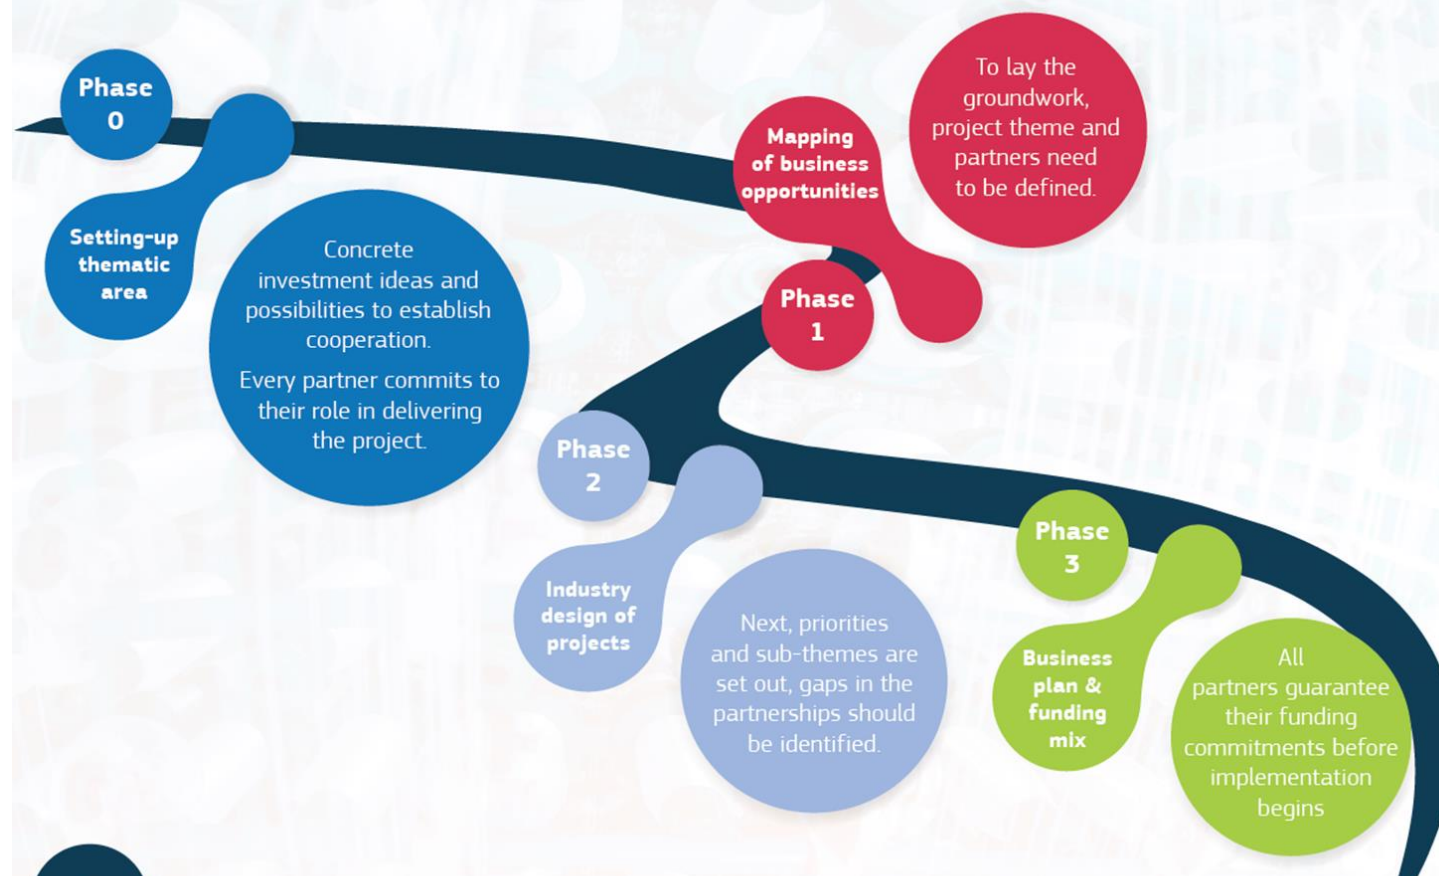 Phase
0
Setting-up
thematic
area
Concrete
investment ideas and
possibilities to establish
cooperation.
Every partner commits to
their role in delivering
the project.
Mapping
of business
opportunities
Phase
1
To lay the
groundwork,
project theme and
partners need
to be defined.
Phase
2
Industry
design of
projects
Next, priorities
and sub-themes are
set out, gaps in the
partnerships should
be identified.
Phase
3
Business
plan &
funding
mix
All
partners guarantee
their funding
commitments before
implementation
begins